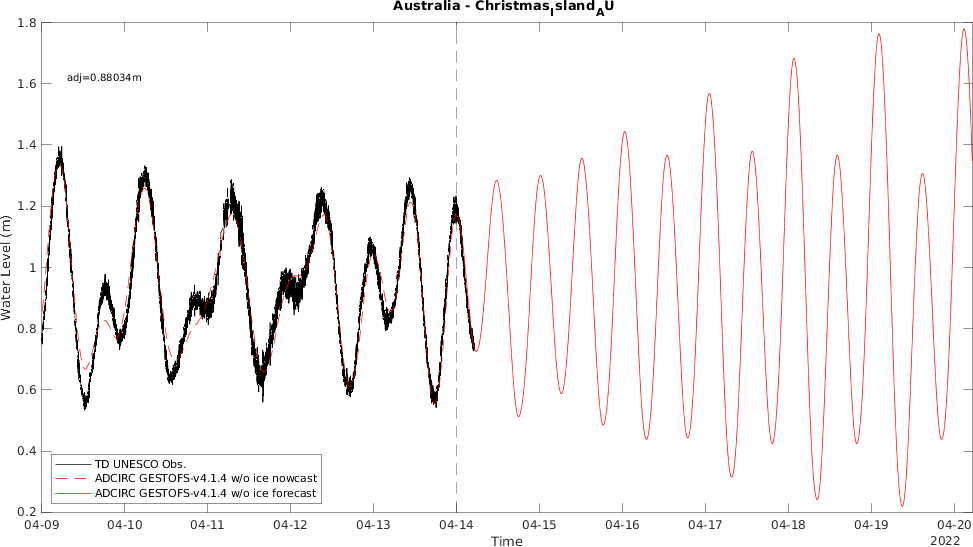 Australia - Christmas_Island_AU
1.8
1.6
1.4
1.2
1
0.8
0.6
0.4
0.2
Water Level (m)
adj=0.88034m
TD UNESCO Obs.
ADCIRC GESTOFS-v4.1.4 w/o ice nowcast
ADCIRC GESTOFS-v4.1.4 w/o ice forecast
04-09 04-10 04-11 04-12 04-13 04-14 04-15 04-16 04-17 04-18 04-19 04-20
Time
2022